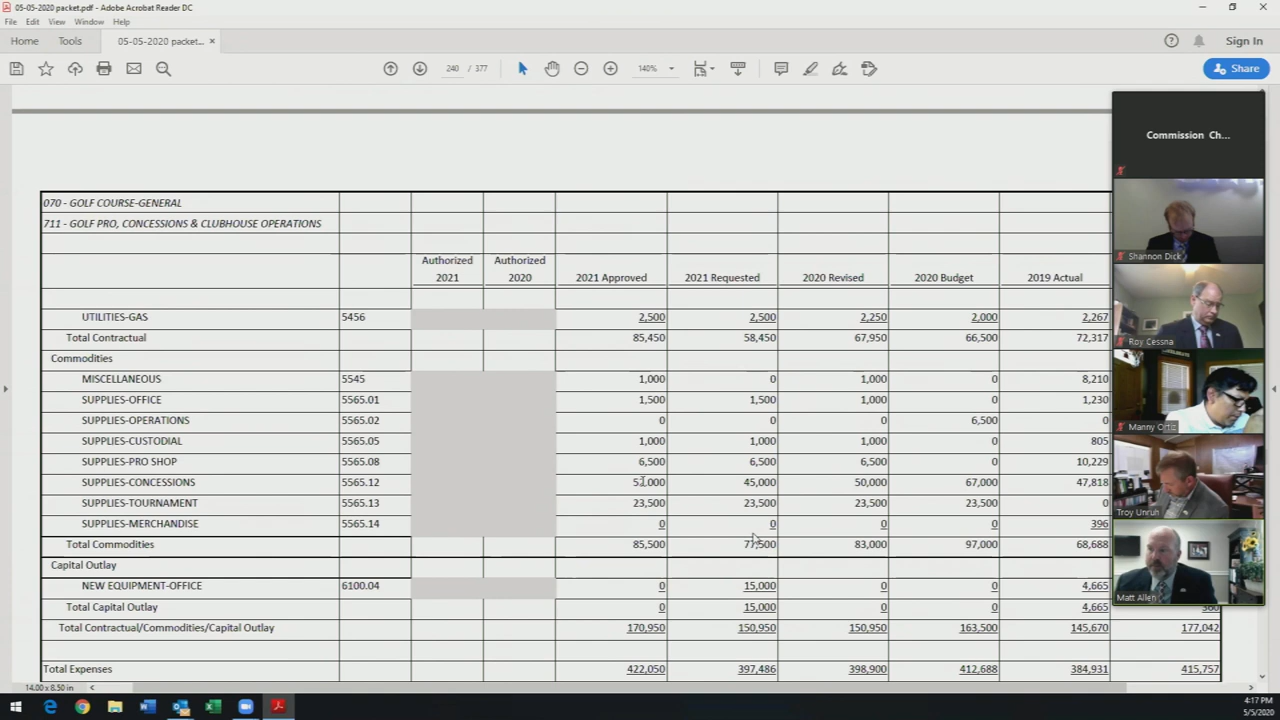 05-05-2020 packet.pdf - Adobe Acrobat Reader DC
File Edit View Window Help
Home Tools 05-05-2020 packet... × Sign In
240 / 377 140% Share
Commission Ch...
070 - GOLF COURSE-GENERAL
711 - GOLF PRO, CONCESSIONS & CLUBHOUSE OPERATIONS
Authorized Authorized
2021 2020 2021 Approved 2021 Requested 2020 Revised 2020 Budget 2019 Actual
Shannon Dick
UTILITIES-GAS 5456 2,500 2,500 2,250 2,000 2,267
Total Contractual 85,450 58,450 67,950 66,500 72,317
Roy Cessna
Commodities
MISCELLANEOUS 5545 1,000 0 1,000 0 8,210
SUPPLIES-OFFICE 5565.01 1,500 1,500 1,000 0 1,230
SUPPLIES-OPERATIONS 5565.02 0 0 0 6,500 0
Manny Ortiz
SUPPLIES-CUSTODIAL 5565.05 1,000 1,000 1,000 0 805
SUPPLIES-PRO SHOP 5565.08 6,500 6,500 6,500 0 10,229
SUPPLIES-CONCESSIONS 5565.12 45,000 50,000 67,000 47,818
SUPPLIES-TOURNAMENT 5565.13 23,500 23,500 23,500 23,500 0
Troy Unruh
SUPPLIES-MERCHANDISE 5565.14 0 0 0 0 396
Total Commodities 85,500 77,500 83,000 97,000 68,688
Capital Outlay
NEW EQUIPMENT-OFFICE 6100.04 0 15,000 0 0 4,665
Matt Allen
Total Capital Outlay 0 15,000 0 0 4,665 360
Total Contractual/Commodities/Capital Outlay 170,950 150,950 150,950 163,500 145,670 177,042
Total Expenses 422,050 397,486 398,900 412,688 384,931 415,757
14.00 x 8.50 in
4:17 PM
5/5/2020